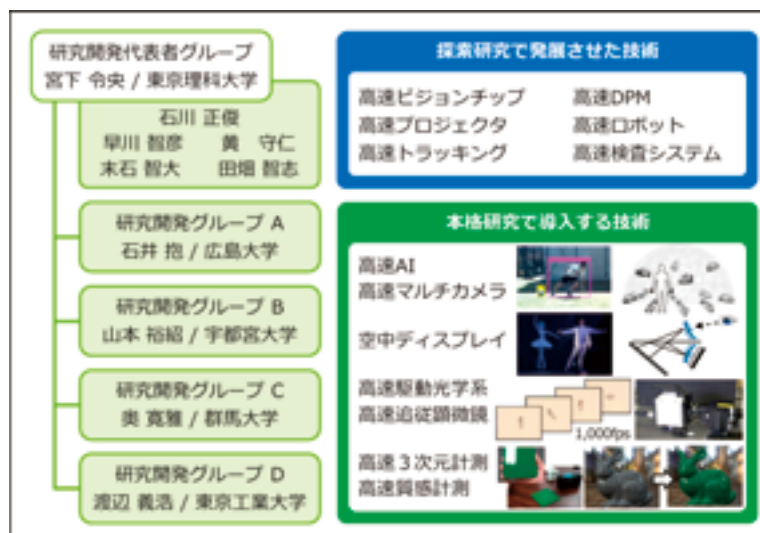 研究開発代表者グループ
宮下 令央 / 東京理科大学
石川 正俊
早川 智彦 黄 守仁
末石 智大 田畑 智志
研究開発グループ A
石井 抱 / 広島大学
研究開発グループ B
山本 裕紹 / 宇都宮大学
研究開発グループ C
奥 寛雅 / 群馬大学
研究開発グループ D
渡辺 義浩 / 東京工業大学
探索研究で発展させた技術
高速ビジョンチップ 高速DPM
高速プロジェクタ 高速ロボット
高速トラッキング 高速検査システム
本格研究で導入する技術
高速AI
高速マルチカメラ
空中ディスプレイ
高速駆動光学系
高速追従顕微鏡
1,000fps
高速3次元計測
高速質感計測